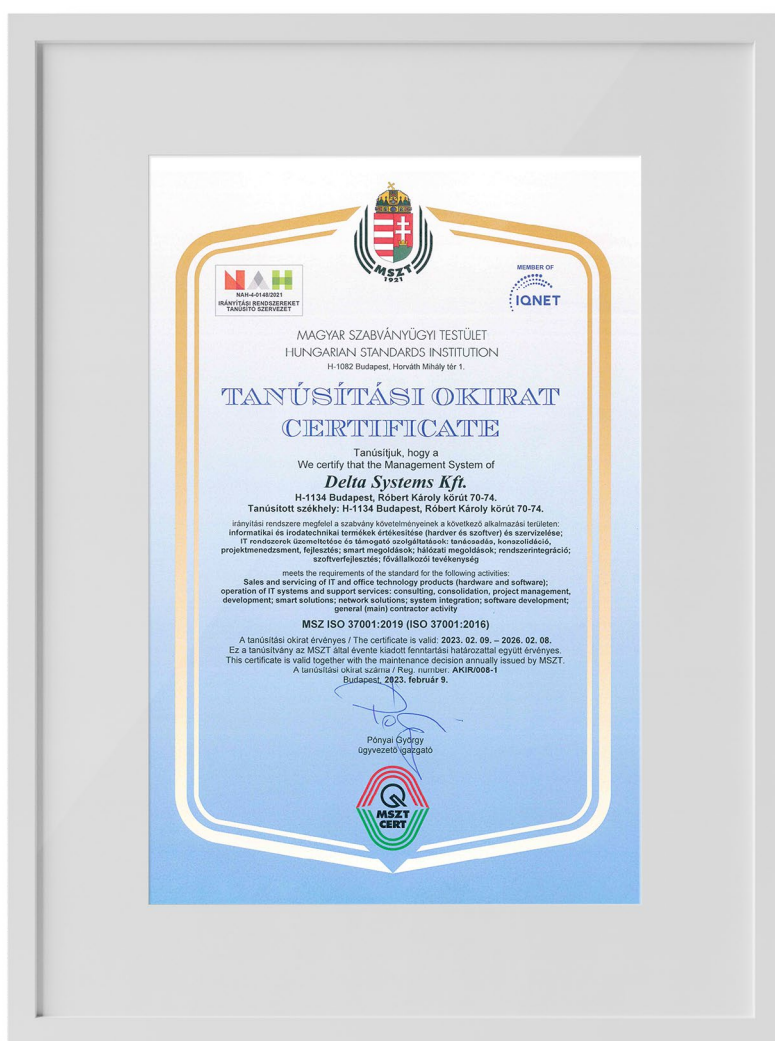 MSZT
1921
NAH
NAH-4-0148/2021
IRÁNYÍTÁSI RENDSZEREKET
TANÚSÍTÓ SZERVEZET
MEMBER OF
IQNET
MAGYAR SZABVÁNYÜGYI TESTÜLET
HUNGARIAN STANDARDS INSTITUTION
H-1082 Budapest, Horváth Mihály tér 1.
TANÚSÍTÁSI OKIRAT
CERTIFICATE
Tanúsítjuk, hogy a
We certify that the Management System of
Delta Systems Kft.
H-1134 Budapest, Róbert Károly körút 70-74.
Tanúsított székhely: H-1134 Budapest, Róbert Károly körút 70-74.
irányítási rendszere megfelel a szabvány követelményeinek a következő alkalmazási területen:
informatikai és irodatechnikai termékek értékesítése (hardver és szoftver) és szervizelése;
IT rendszerek üzemeltetése és támogató szolgáltatások: tanácsadás, konszolidáció,
projektmenedzsment, fejlesztés; smart megoldások; hálózati megoldások; rendszerintegráció;
szoftverfejlesztés; fővállalkozói tevékenység
meets the requirements of the standard for the following activities:
Sales and servicing of IT and office technology products (hardware and software);
operation of IT systems and support services: consulting, consolidation, project management,
development; smart solutions; network solutions; system integration; software development;
general (main) contractor activity
MSZ ISO 37001:2019 (ISO 37001:2016)
A tanúsítási okirat érvényes / The certificate is valid: 2023. 02. 09. – 2026. 02. 08.
Ez a tanúsítvány az MSZT által évente kiadott fenntartási határozattal együtt érvényes.
This certificate is valid together with the maintenance decision annually issued by MSZT.
A tanúsítási okirat száma / Reg. number: AKIR/008-1
Budapest, 2023. február 9.
Pónyai György
ügyvezető igazgató
MSZT
CERT